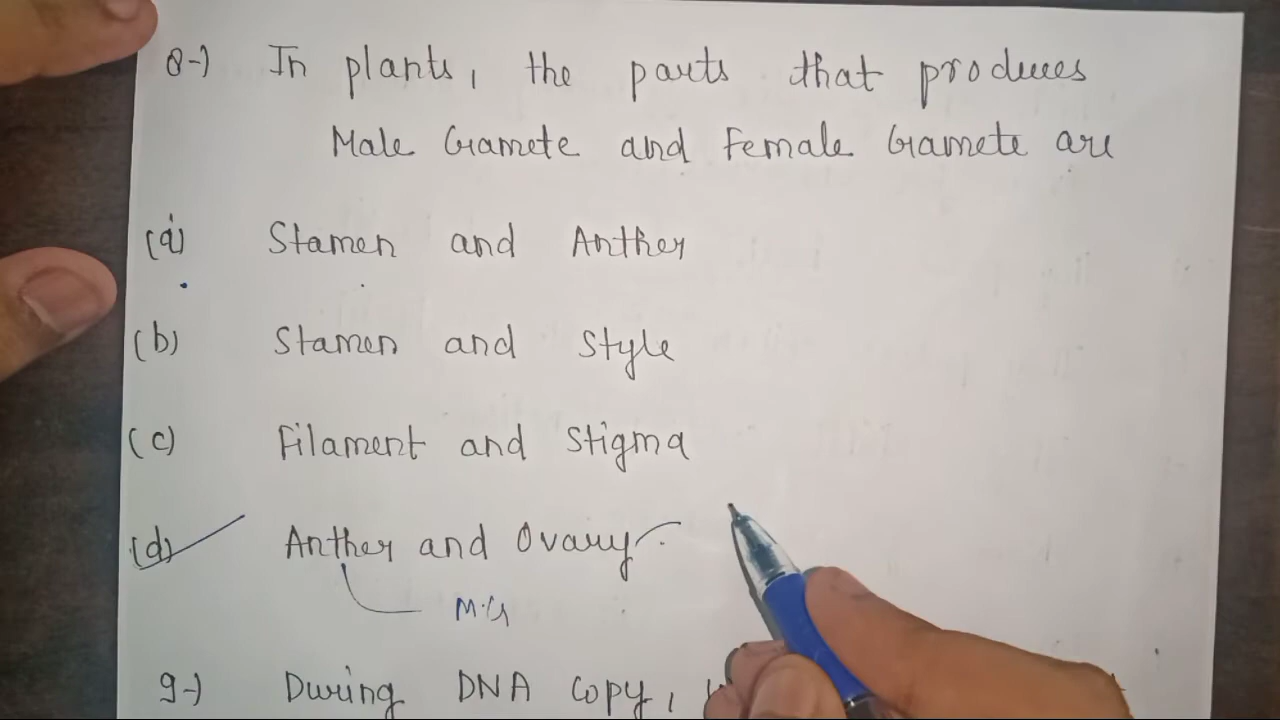 8-) In plants, the parts that produces
Male Gamete and Female Gamete are
(a) Stamen and Anther
(b) Stamen and Style
(c) Filament and Stigma
(d) Anther and Ovary
M.G
9-) During DNA Copy,